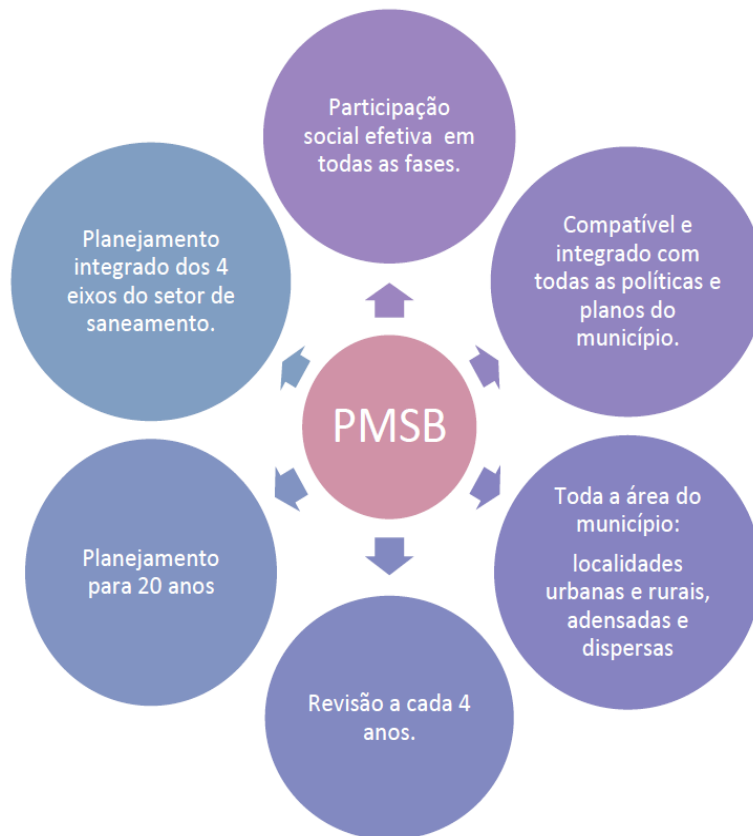 Participação
social efetiva em
todas as fases.
Compatível e
integrado com
todas as políticas e
planos do
município.
Toda a área do
município:
localidades
urbanas e rurais,
adensadas e
dispersas
Revisão a cada 4
anos.
Planejamento
para 20 anos
Planejamento
integrado dos 4
eixos do setor de
saneamento.
PMSB